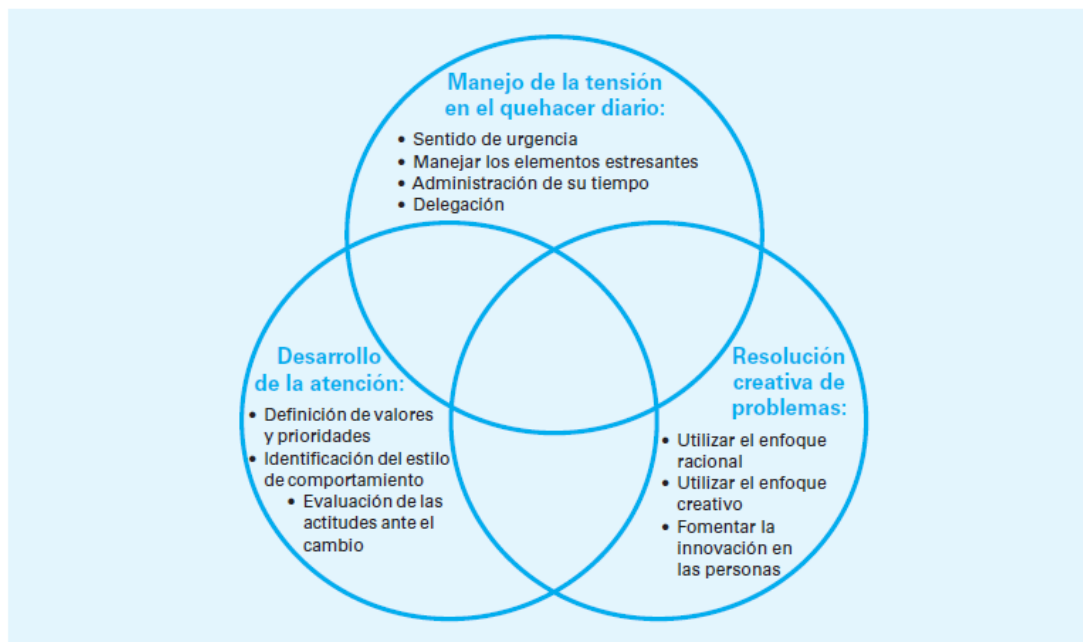 Manejo de la tensión
en el quehacer diario:
• Sentido de urgencia
• Manejar los elementos estresantes
• Administración de su tiempo
• Delegación
Desarrollo
de la atención:
• Definición de valores
y prioridades
• Identificación del estilo
de comportamiento
• Evaluación de las
actitudes ante el
cambio
Resolución
creativa de
problemas:
• Utilizar el enfoque
racional
• Utilizar el enfoque
creativo
• Fomentar la
innovación en
las personas